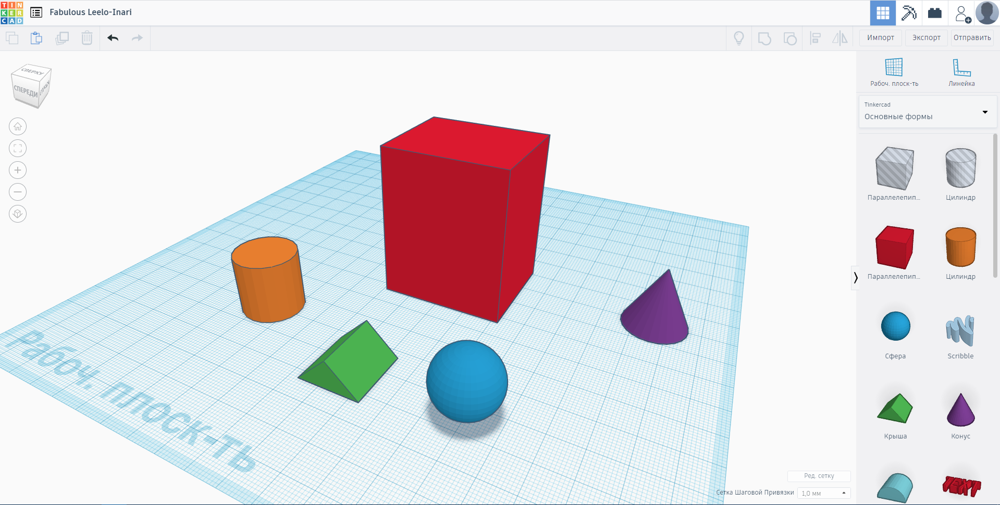 TIN
KER
CAD
Fabulous Leelo-Inari
Импорт
Экспорт
Отправить
СВЕРХУ
СПЕРЕДИ
СПРАВА
Рабоч. плоск-ть
Линейка
Tinkercad
Основные формы
Параллелепип...
Цилиндр
Параллелепип...
Цилиндр
Сфера
Scribble
Крыша
Конус
TEXT
Рабоч. плоск-ть
Ред. сетку
Сетка Шаговой Привязки
1,0 мм